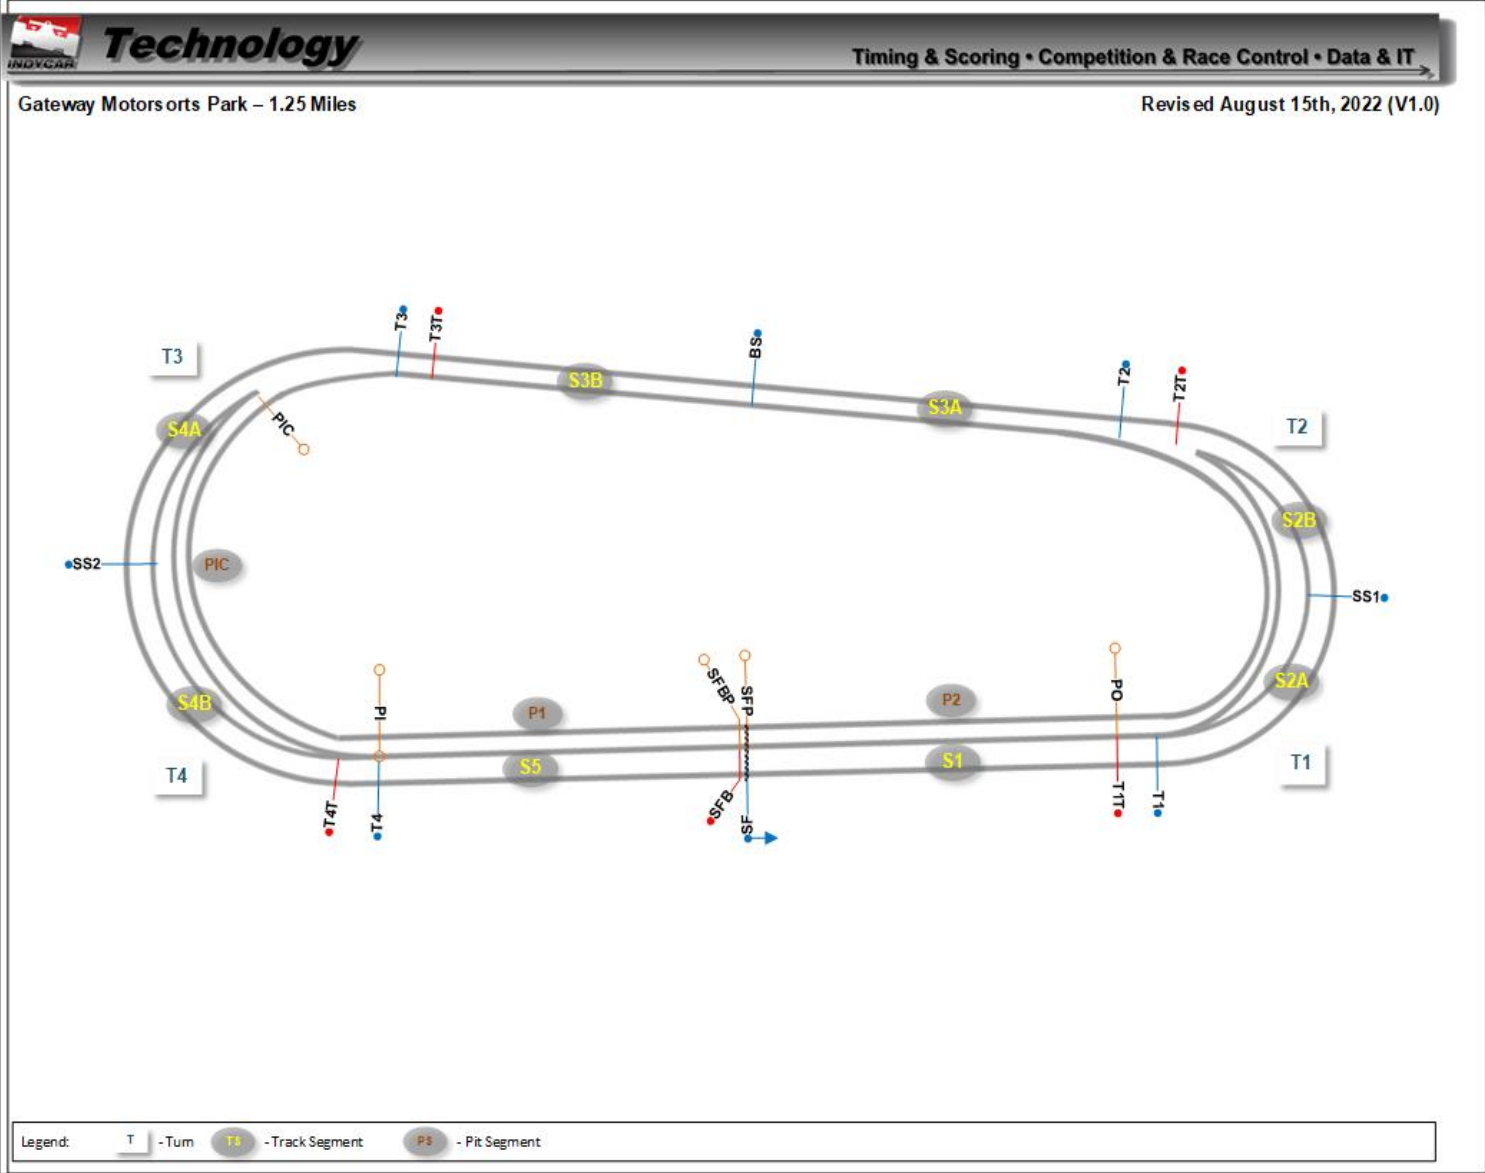 INDYCAR
Technology
Timing & Scoring • Competition & Race Control • Data & IT
Gateway Motorsorts Park – 1.25 Miles
Revised August 15th, 2022 (V1.0)
T3
T3T
BS
T2
T2T
T3
S3B
S3A
T2
S4A
PIC
S2B
SS2
PIC
SS1
S4B
PI
P1
SFBP
SFP
P2
PO
S2A
T4
S5
S1
T1
T4T
T4
SFB
SF
T1T
T1
Legend:
T
- Turn
TS
- Track Segment
PS
- Pit Segment